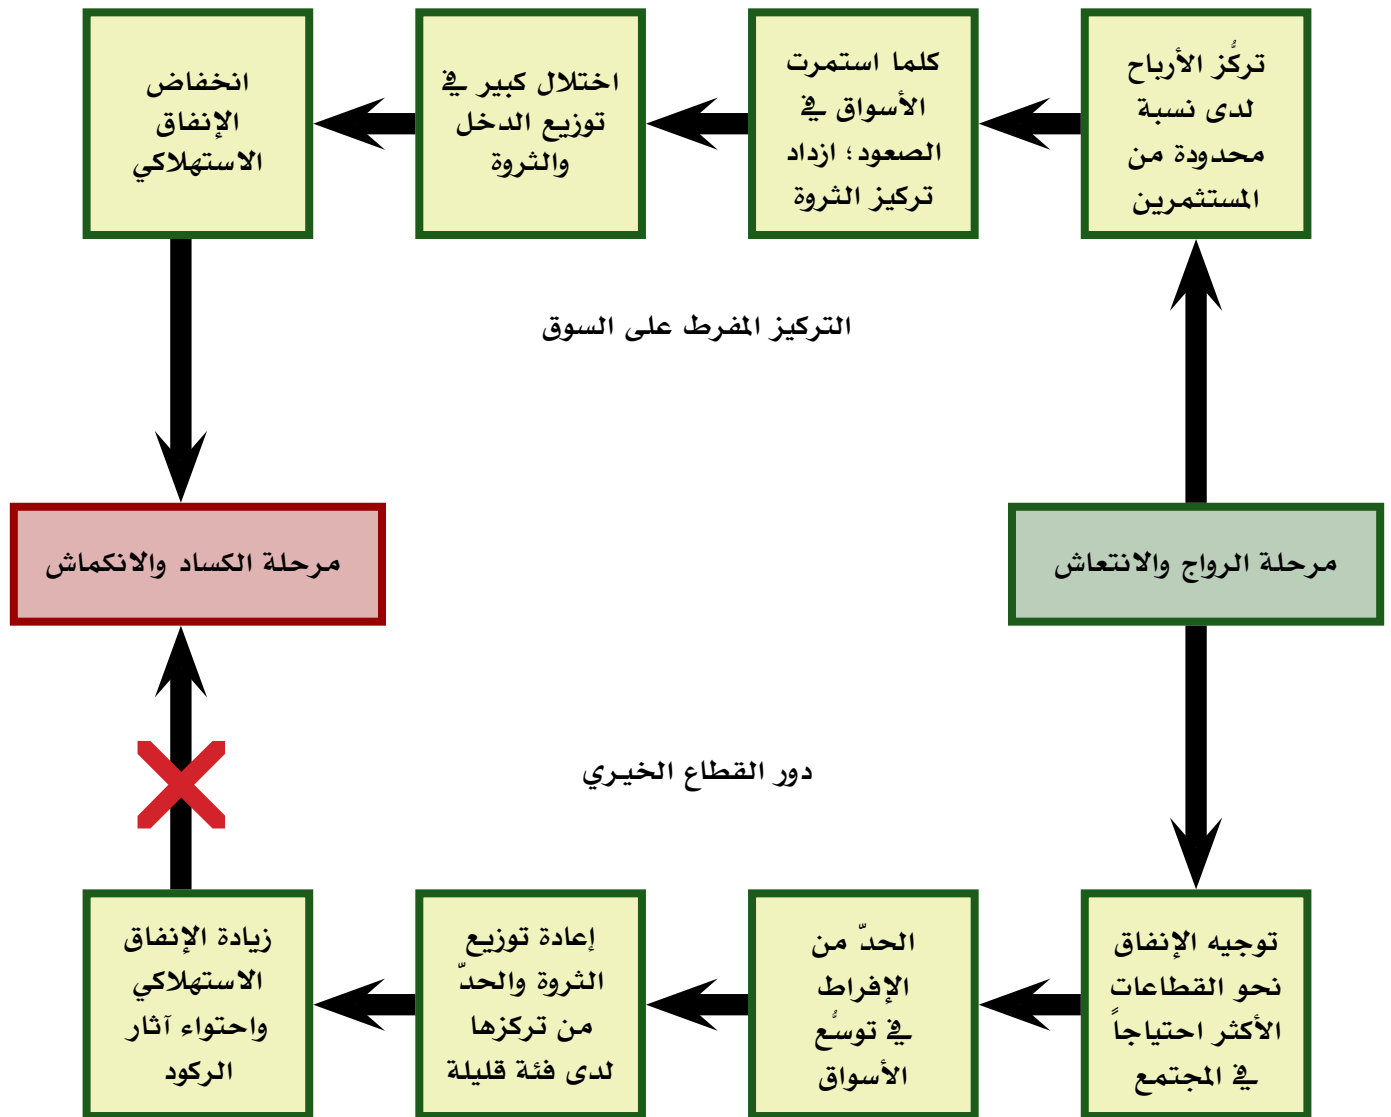 تركُّز الأرباح
لدى نسبة
محدودة من
المستثمرين
كلما استمرت
الأسواق في
الصعود؛ ازداد
تركيز الثروة
اختلال كبير في
توزيع الدخل
والثروة
انخفاض
الإنفاق
الاستهلاكي
التركيز المفرط على السوق
مرحلة الرواج والانتعاش
مرحلة الكساد والانكماش
دور القطاع الخيري
توجيه الإنفاق
نحو القطاعات
الأكثر احتياجاً
في المجتمع
الحدّ من
الإفراط
في توسُّع
الأسواق
إعادة توزيع
الثروة والحدّ
من تركزها
لدى فئة قليلة
زيادة الإنفاق
الاستهلاكي
واحتواء آثار
الركود